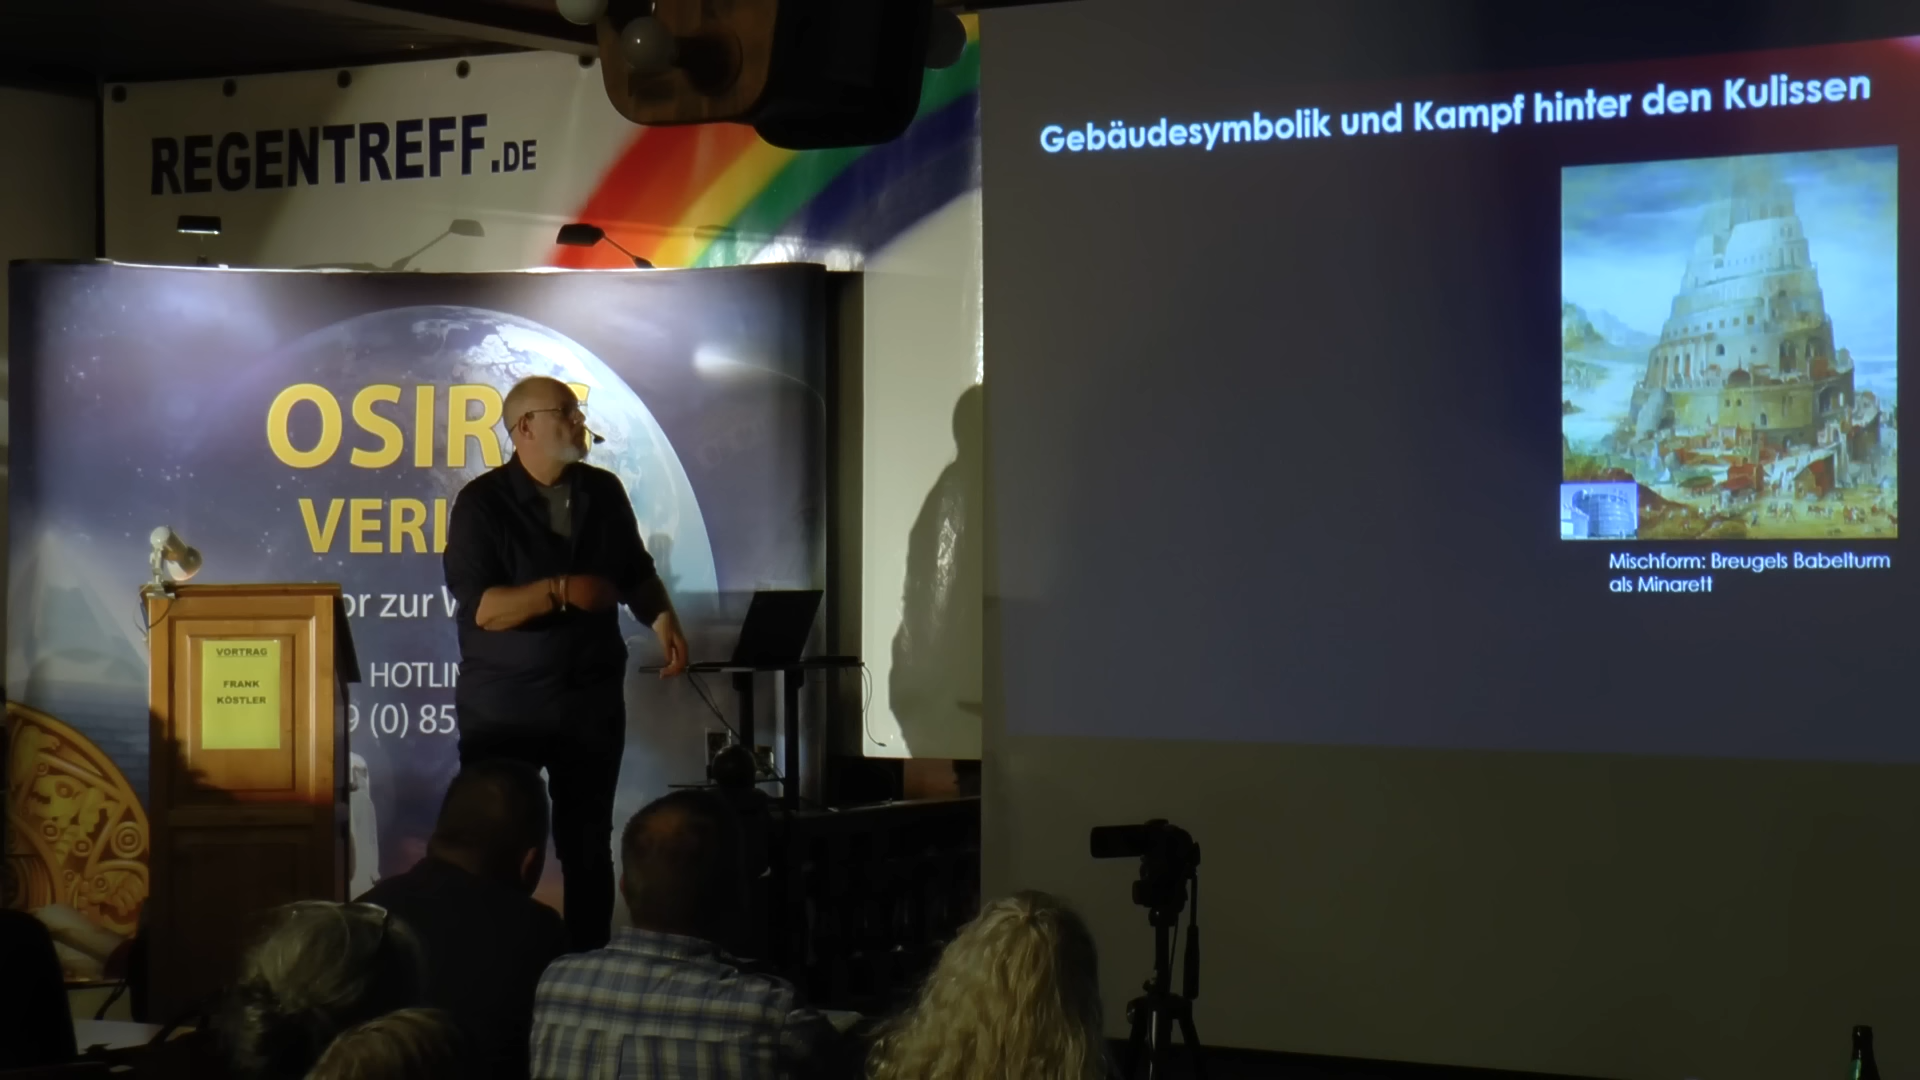 REGENTREFF.DE
Gebäudesymbolik und Kampf hinter den Kulissen
Mischform: Breugels Babelturm
als Minarett
OSIR
VERL
or zur W
HOTLIN
9 (0) 85
VORTRAG
FRANK
KÖSTLER